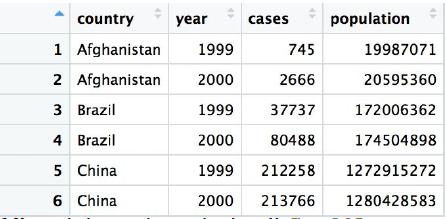 country year cases population
1 Afghanistan 1999 745 19987071
2 Afghanistan 2000 2666 20595360
3 Brazil 1999 37737 172006362
4 Brazil 2000 80488 174504898
5 China 1999 212258 1272915272
6 China 2000 213766 1280428583